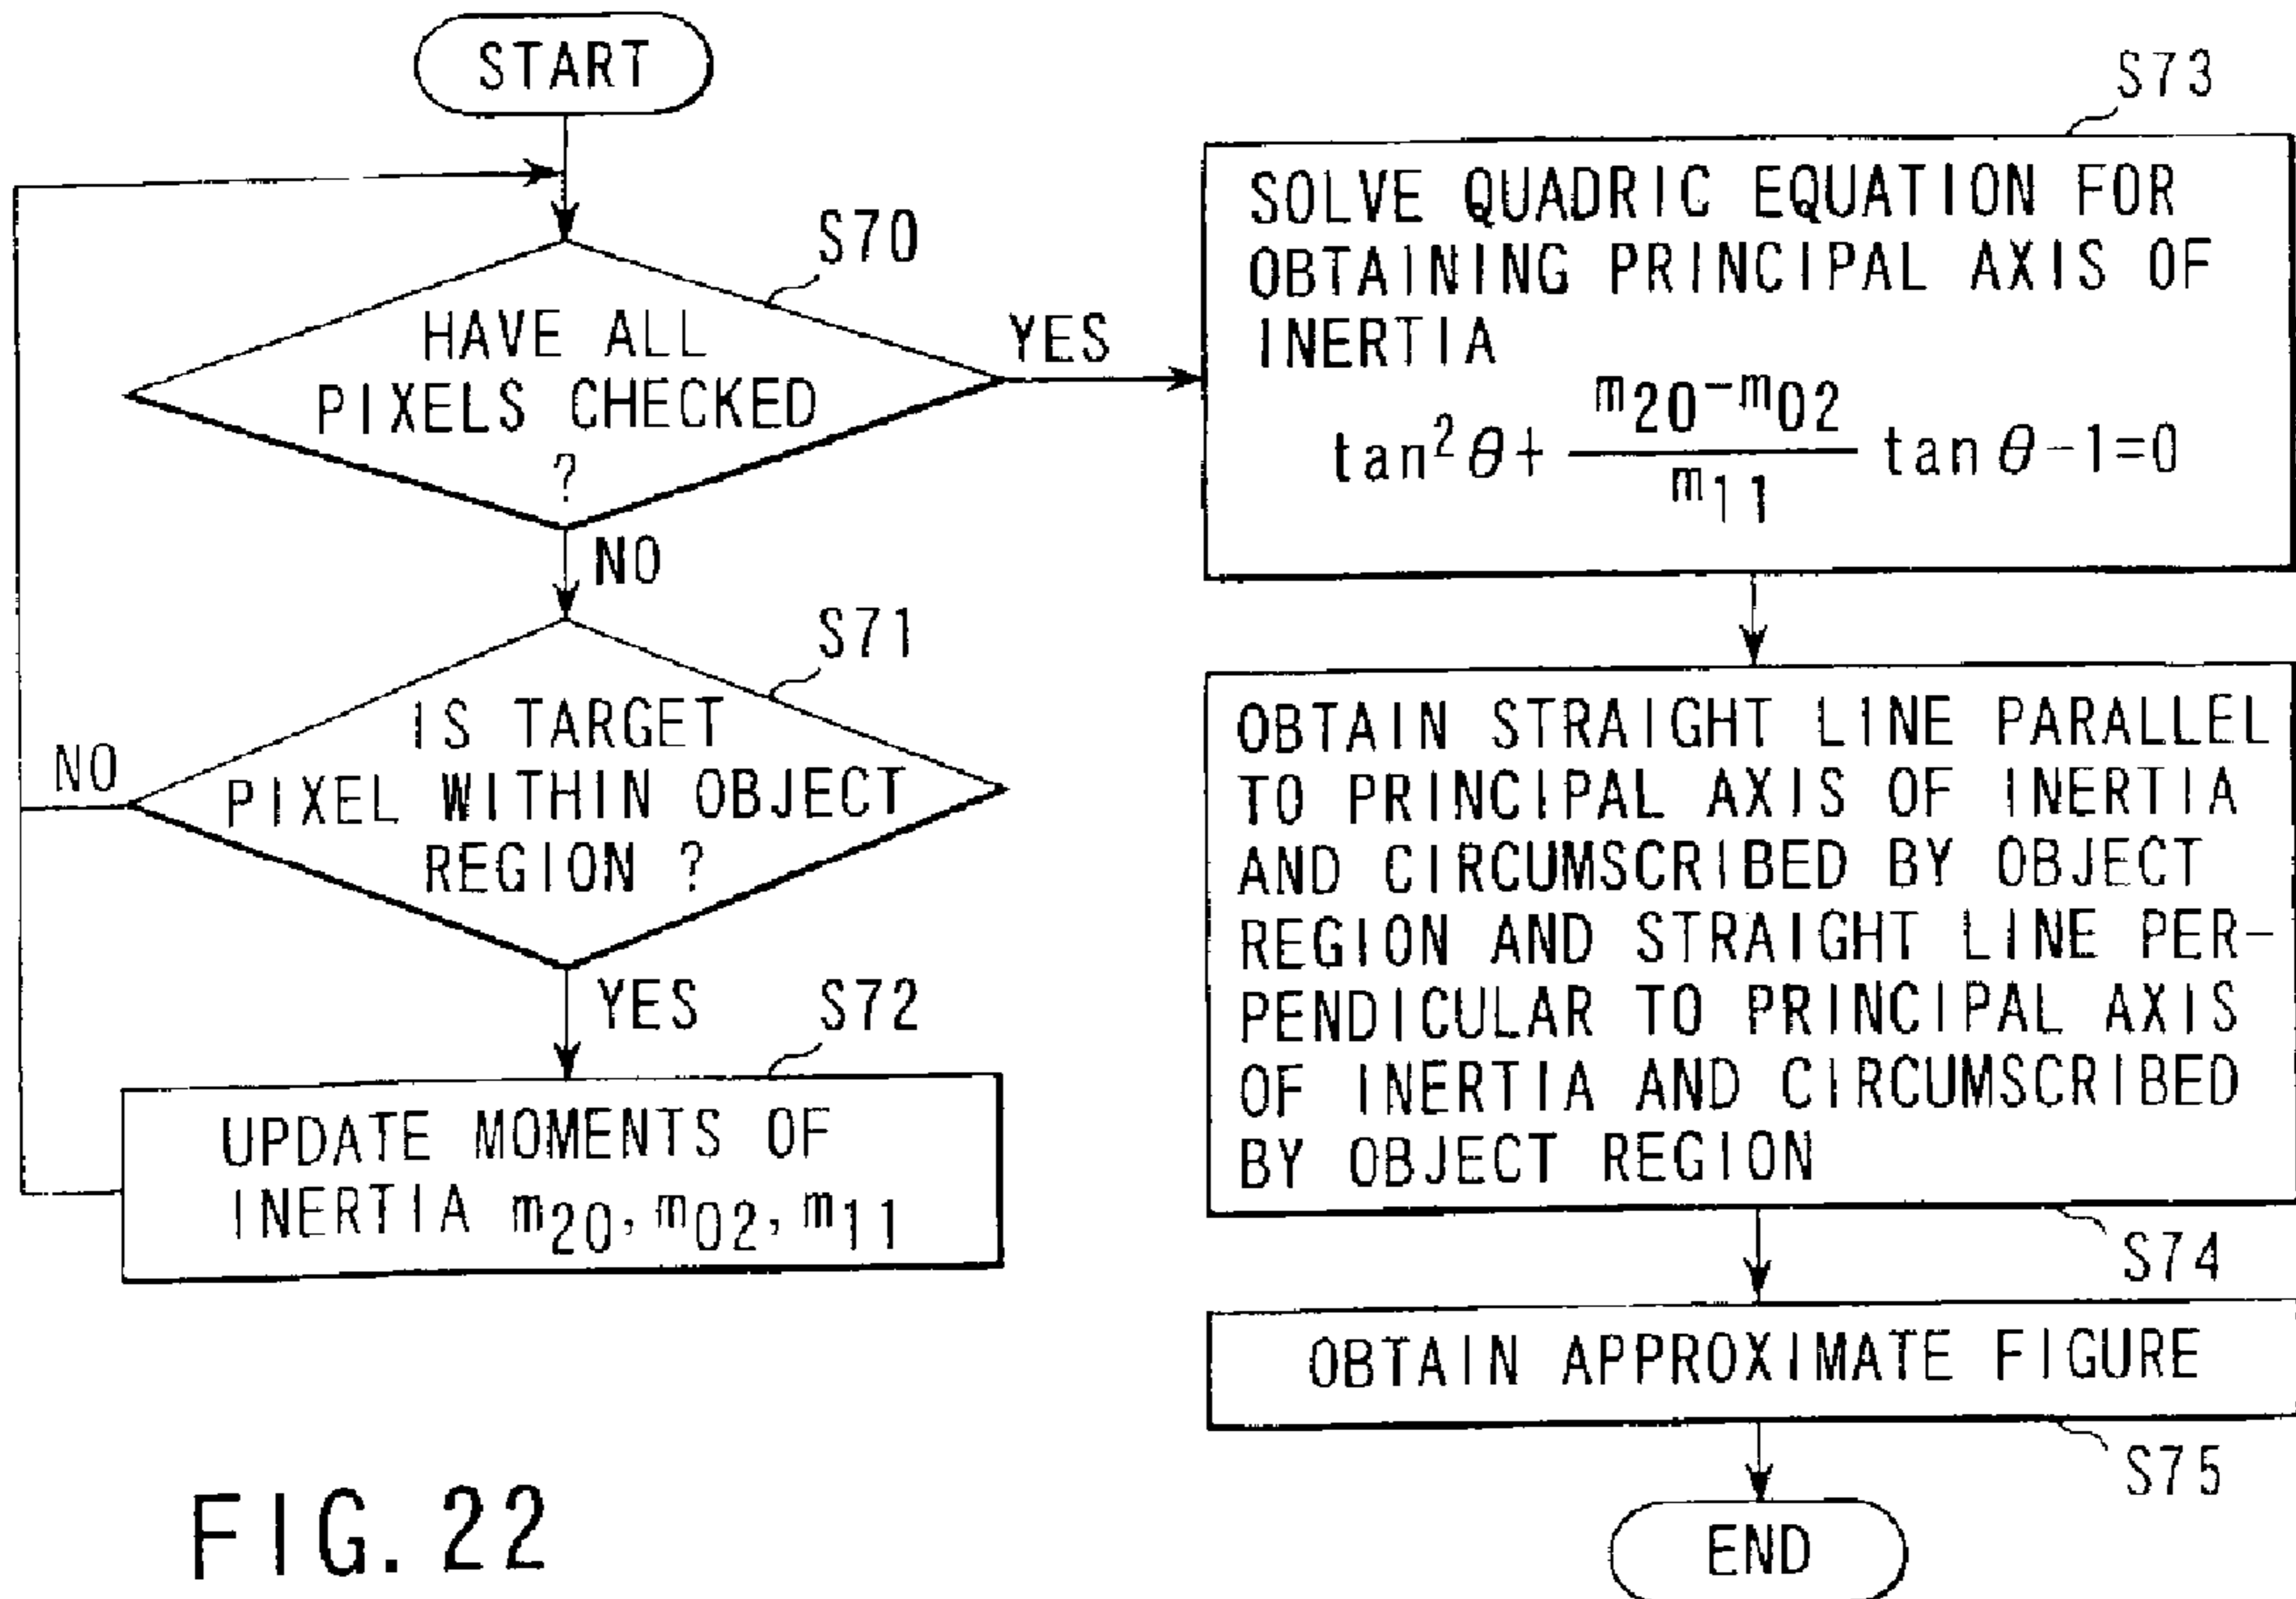 START
S70
HAVE ALL
PIXELS CHECKED
?
YES
NO
S71
IS TARGET
PIXEL WITHIN OBJECT
REGION ?
NO
YES
S72
UPDATE MOMENTS OF
INERTIA m20, m02, m11
S73
SOLVE QUADRIC EQUATION FOR
OBTAINING PRINCIPAL AXIS OF
INERTIA
tan² θ + (m20-m02)/m11 tan θ -1=0
OBTAIN STRAIGHT LINE PARALLEL
TO PRINCIPAL AXIS OF INERTIA
AND CIRCUMSCRIBED BY OBJECT
REGION AND STRAIGHT LINE PER-
PENDICULAR TO PRINCIPAL AXIS
OF INERTIA AND CIRCUMSCRIBED
BY OBJECT REGION
S74
OBTAIN APPROXIMATE FIGURE
S75
END
FIG. 22